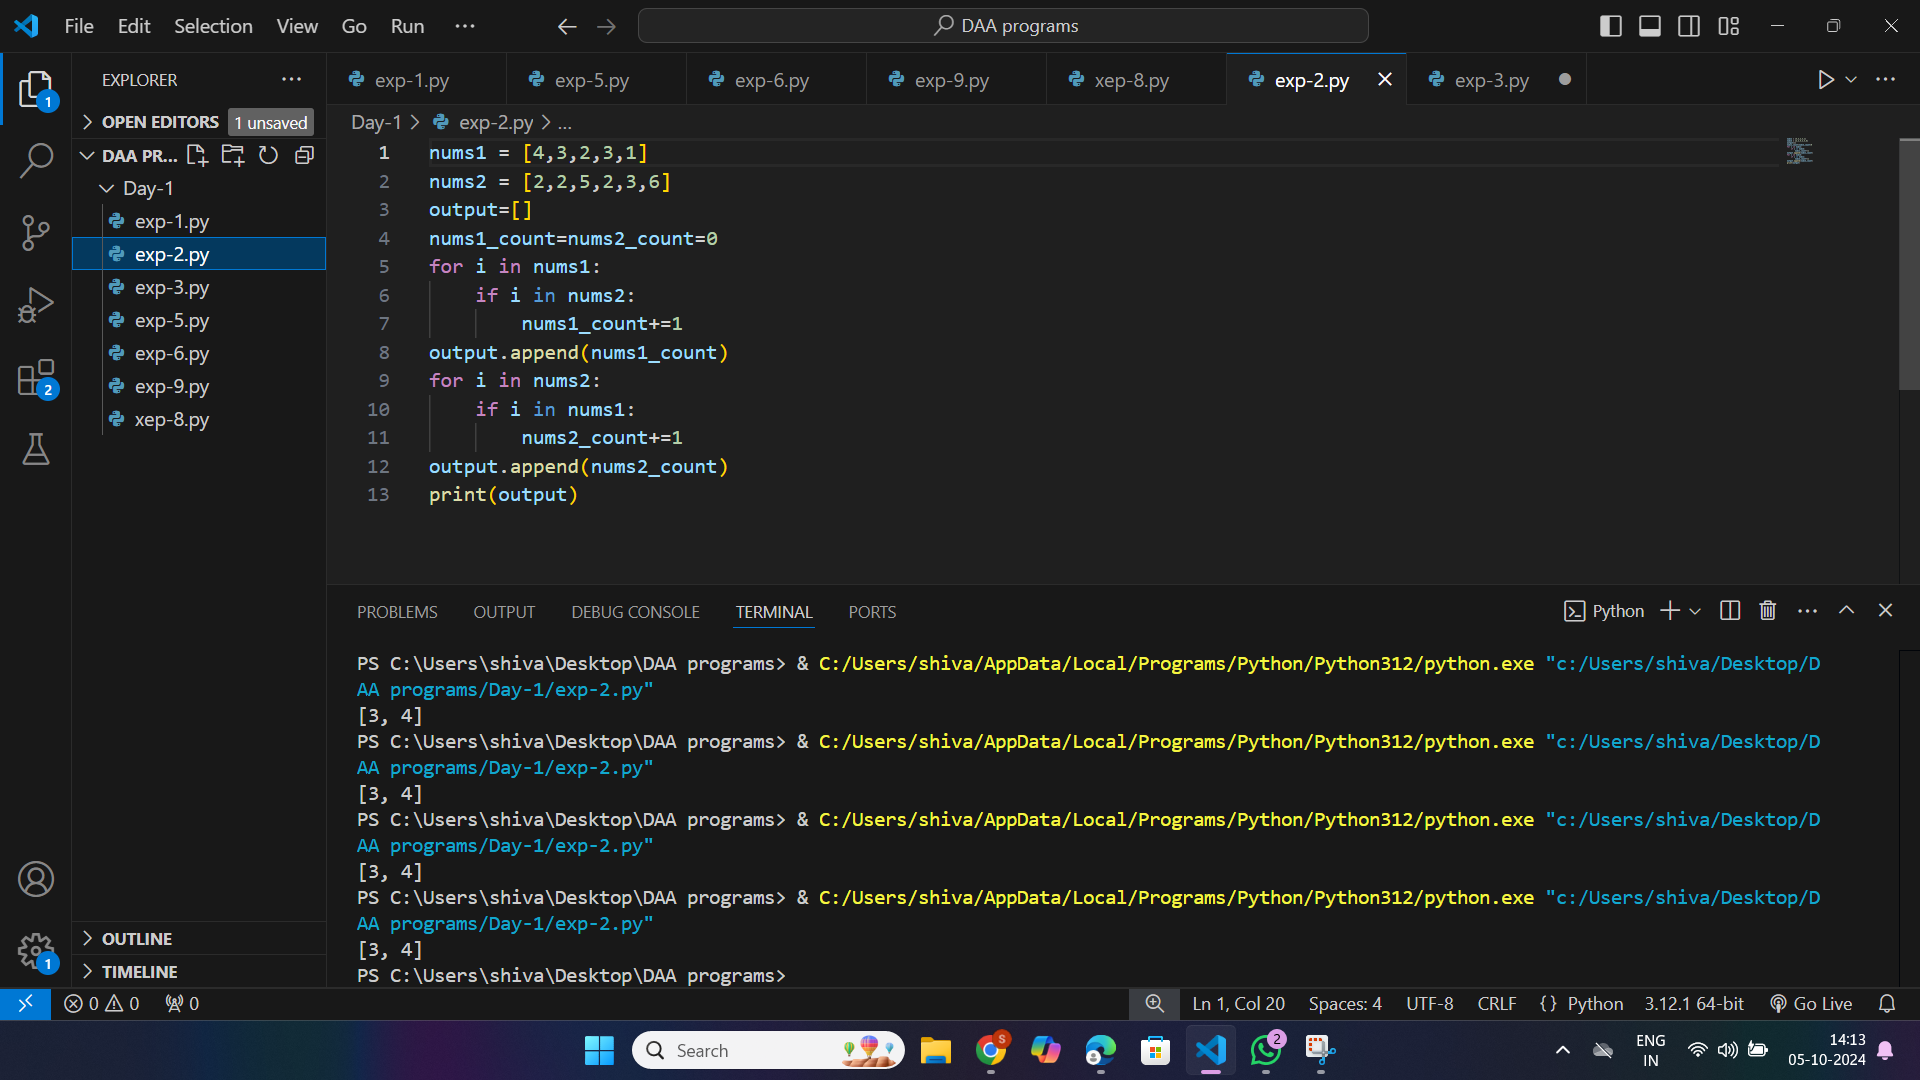 File Edit Selection View Go Run ...
DAA programs
EXPLORER ...
1
exp-1.py exp-5.py exp-6.py exp-9.py xep-8.py exp-2.py exp-3.py
OPEN EDITORS 1 unsaved
Day-1 > exp-2.py > ...
DAA PR...
Day-1
exp-1.py
exp-2.py
exp-3.py
exp-5.py
exp-6.py
exp-9.py
xep-8.py
2
1 nums1 = [4,3,2,3,1]
2 nums2 = [2,2,5,2,3,6]
3 output=[]
4 nums1_count=nums2_count=0
5 for i in nums1:
6 if i in nums2:
7 nums1_count+=1
8 output.append(nums1_count)
9 for i in nums2:
10 if i in nums1:
11 nums2_count+=1
12 output.append(nums2_count)
13 print(output)
PROBLEMS OUTPUT DEBUG CONSOLE TERMINAL PORTS
Python
PS C:\Users\shiva\Desktop\DAA programs> & C:/Users/shiva/AppData/Local/Programs/Python/Python312/python.exe "c:/Users/shiva/Desktop/D
AA programs/Day-1/exp-2.py"
[3, 4]
PS C:\Users\shiva\Desktop\DAA programs> & C:/Users/shiva/AppData/Local/Programs/Python/Python312/python.exe "c:/Users/shiva/Desktop/D
AA programs/Day-1/exp-2.py"
[3, 4]
PS C:\Users\shiva\Desktop\DAA programs> & C:/Users/shiva/AppData/Local/Programs/Python/Python312/python.exe "c:/Users/shiva/Desktop/D
AA programs/Day-1/exp-2.py"
[3, 4]
PS C:\Users\shiva\Desktop\DAA programs> & C:/Users/shiva/AppData/Local/Programs/Python/Python312/python.exe "c:/Users/shiva/Desktop/D
AA programs/Day-1/exp-2.py"
[3, 4]
PS C:\Users\shiva\Desktop\DAA programs>
OUTLINE
TIMELINE
1
0 0 0
Ln 1, Col 20 Spaces: 4 UTF-8 CRLF {} Python 3.12.1 64-bit Go Live
Search
S
2
ENG
IN
14:13
05-10-2024